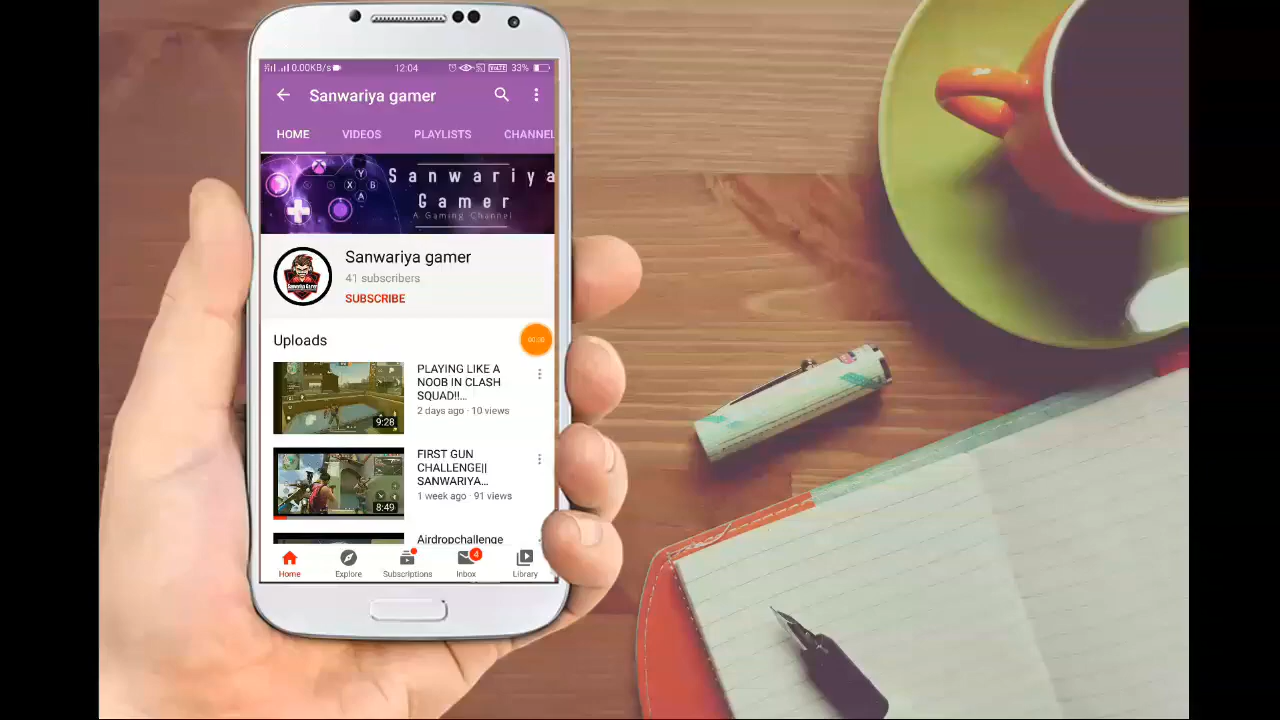 0.00KB/s 12:04 VoLTE 33%
Sanwariya gamer
HOME VIDEOS PLAYLISTS CHANNEL
Y
X B
A
Sanwariya
Gamer
A Gaming Channel
Sanwariya gamer
41 subscribers
SUBSCRIBE
Uploads
PLAYING LIKE A
NOOB IN CLASH
SQUAD!!...
2 days ago · 10 views
9:28
FIRST GUN
CHALLENGE||
SANWARIYA...
1 week ago · 91 views
8:49
Airdropchallenge
4
Home Explore Subscriptions Inbox Library